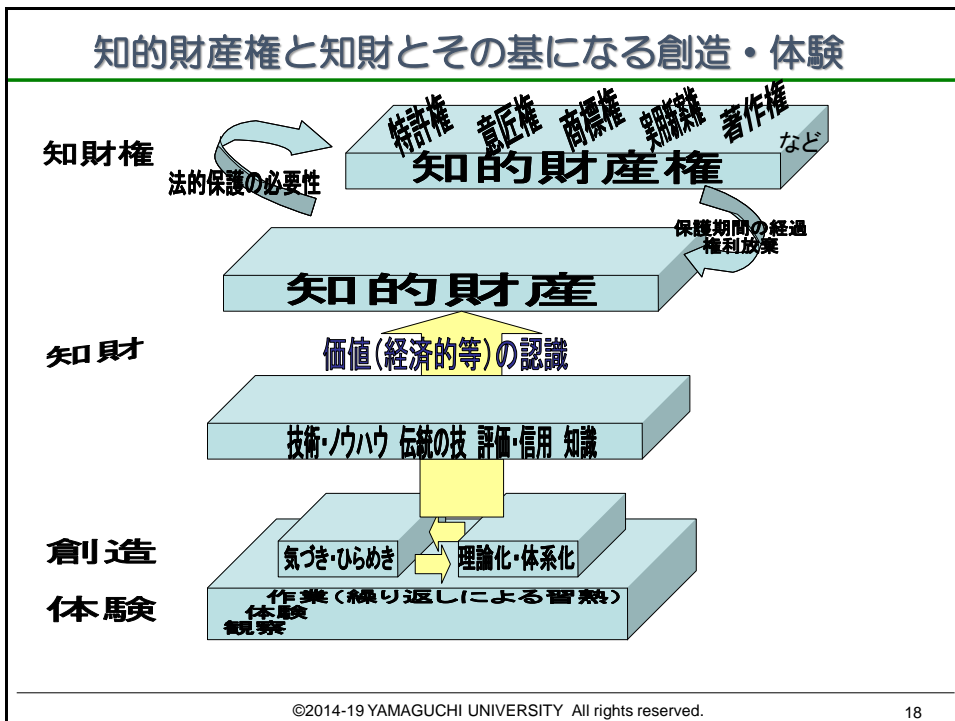 知的財産権と知財とその基になる創造・体験
特許権 意匠権 商標権 実用新案権 著作権 など
知財権
知的財産権
法的保護の必要性
保護期間の経過
権利放棄
知的財産
知財
価値(経済的等)の認識
技術・ノウハウ 伝統の技 評価・信用 知識
創造
気づき・ひらめき
理論化・体系化
体験
作業(繰り返しによる習熟)
体験
観察
©2014-19 YAMAGUCHI UNIVERSITY All rights reserved.
18